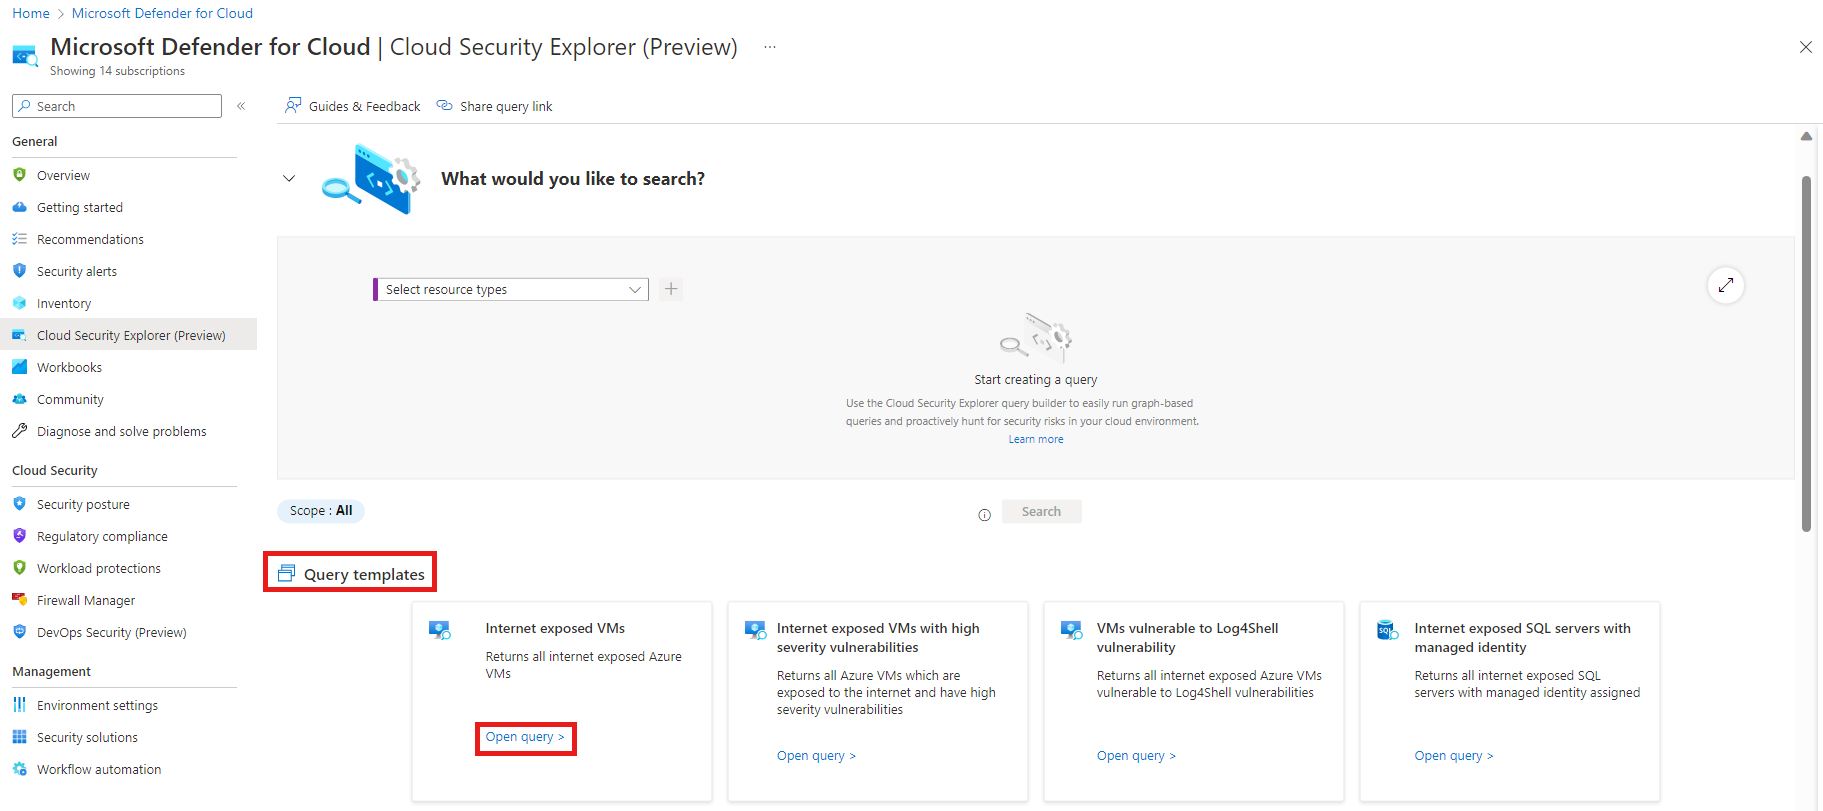 Home > Microsoft Defender for Cloud
Microsoft Defender for Cloud | Cloud Security Explorer (Preview) ...
Showing 14 subscriptions
Search «
Guides & Feedback Share query link
General
Overview
Getting started
Recommendations
Security alerts
Inventory
Cloud Security Explorer (Preview)
Workbooks
Community
Diagnose and solve problems
Cloud Security
Security posture
Regulatory compliance
Workload protections
Firewall Manager
DevOps Security (Preview)
Management
Environment settings
Security solutions
Workflow automation
What would you like to search?
Select resource types
Start creating a query
Use the Cloud Security Explorer query builder to easily run graph-based
queries and proactively hunt for security risks in your cloud environment.
Learn more
Scope : All
Search
Query templates
Internet exposed VMs
Returns all internet exposed Azure
VMs
Open query >
Internet exposed VMs with high
severity vulnerabilities
Returns all Azure VMs which are
exposed to the internet and have high
severity vulnerabilities
Open query >
VMs vulnerable to Log4Shell
vulnerability
Returns all internet exposed Azure VMs
vulnerable to Log4Shell vulnerabilities
Open query >
SQL
Internet exposed SQL servers with
managed identity
Returns all internet exposed SQL
servers with managed identity assigned
Open query >